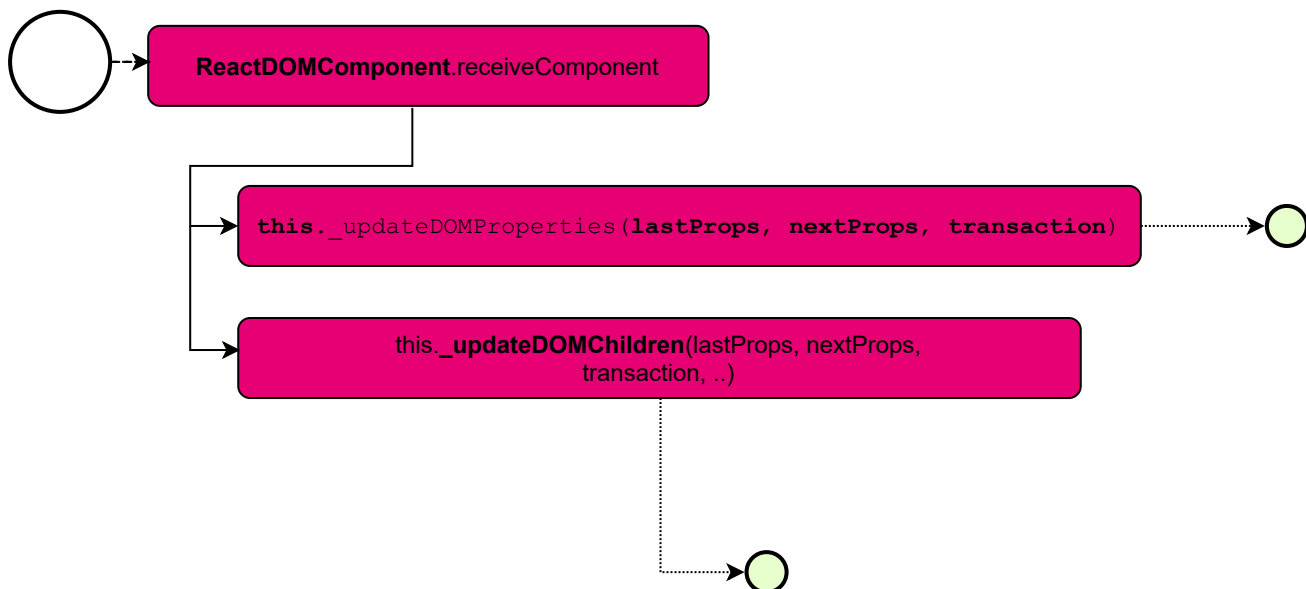 ReactDOMComponent.receiveComponent
this._updateDOMProperties(lastProps, nextProps, transaction)
this._updateDOMChildren(lastProps, nextProps,
transaction, ..)